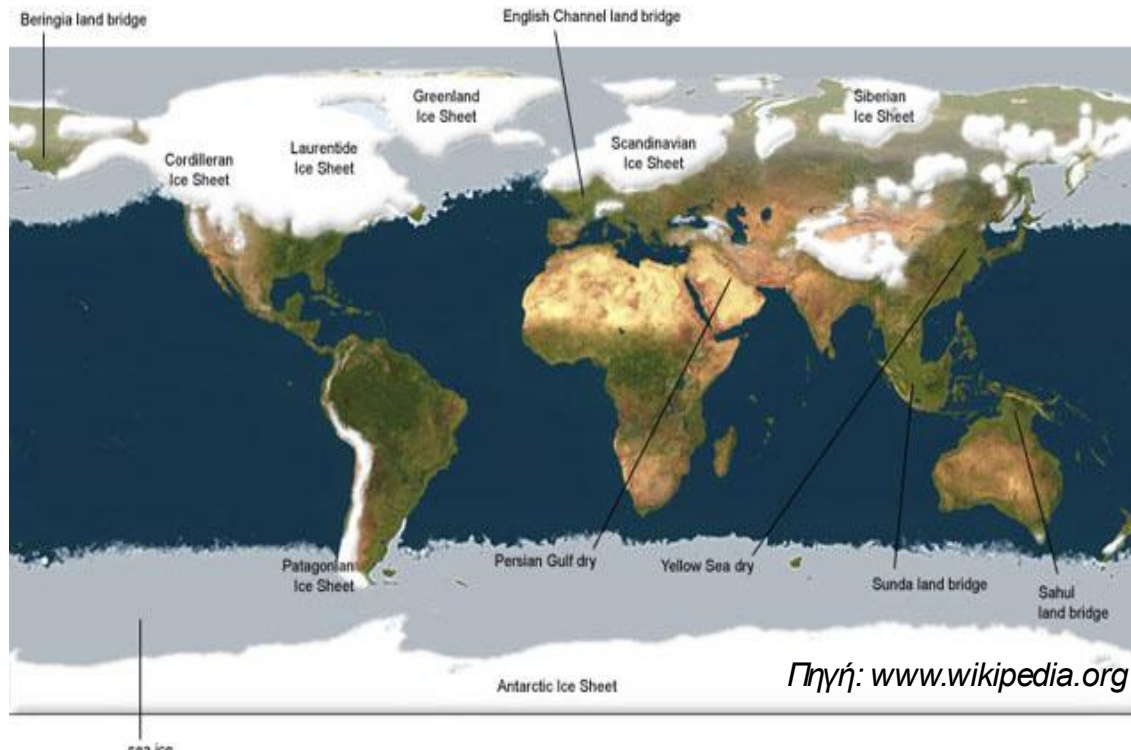 Beringia land bridge
English Channel land bridge
Greenland
Ice Sheet
Siberian
Ice Sheet
Laurentide
Ice Sheet
Scandinavian
Ice Sheet
Cordilleran
Ice Sheet
Persian Gulf dry
Yellow Sea dry
Patagonian
Ice Sheet
Sunda land bridge
Sahul
land bridge
Antarctic Ice Sheet
Πηγή: www.wikipedia.org
sea ice